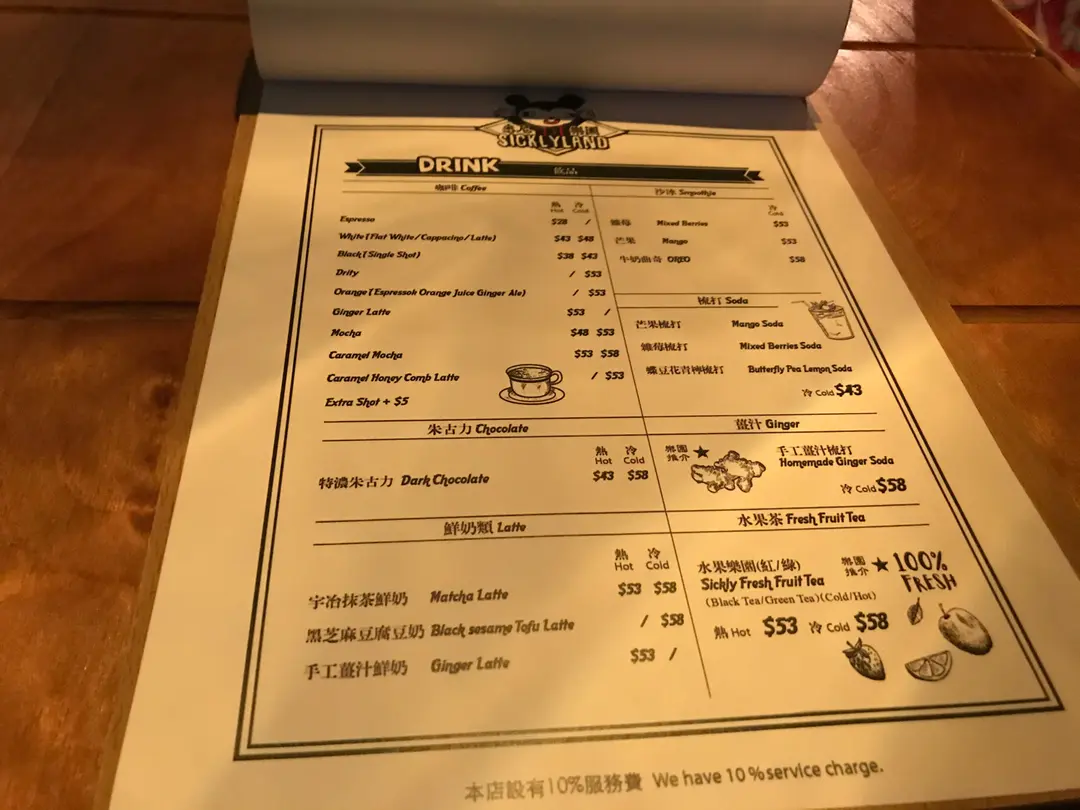 樂園
SICKLYLAND
DRINK 飲品
咖啡 Coffee
熱 冷
Hot Cold
Espresso $28 /
White (Flat White/Cappacino/Latte) $43 $48
Black (Single Shot) $38 $43
Drity / $53
Orange (Espressok Orange Juice Ginger Ale) / $53
Ginger Latte $53 /
Mocha $48 $53
Caramel Mocha $53 $58
Caramel Honey Comb Latte / $53
Extra Shot + $5
沙冰 Smoothie
冷
Cold
雜莓 Mixed Berries $53
芒果 Mango $53
牛奶曲奇 OREO $58
梳打 Soda
芒果梳打 Mango Soda
雜莓梳打 Mixed Berries Soda
蝶豆花青檸梳打 Butterfly Pea Lemon Soda
冷 Cold $43
朱古力 Chocolate
熱 冷
Hot Cold
特濃朱古力 Dark Chocolate $43 $58
薑汁 Ginger
樂園推介 ★
手工薑汁梳打
Homemade Ginger Soda
冷 Cold $58
鮮奶類 Latte
熱 冷
Hot Cold
宇治抹茶鮮奶 Matcha Latte $53 $58
黑芝麻豆腐豆奶 Black sesame Tofu Latte / $58
手工薑汁鮮奶 Ginger Latte $53 /
水果茶 Fresh Fruit Tea
水果樂園(紅/綠)
Sickly Fresh Fruit Tea
(Black Tea/Green Tea)(Cold/Hot)
樂園推介 ★
100%
FRESH
熱 Hot $53 冷 Cold $58
本店設有10%服務費 We have 10%service charge.